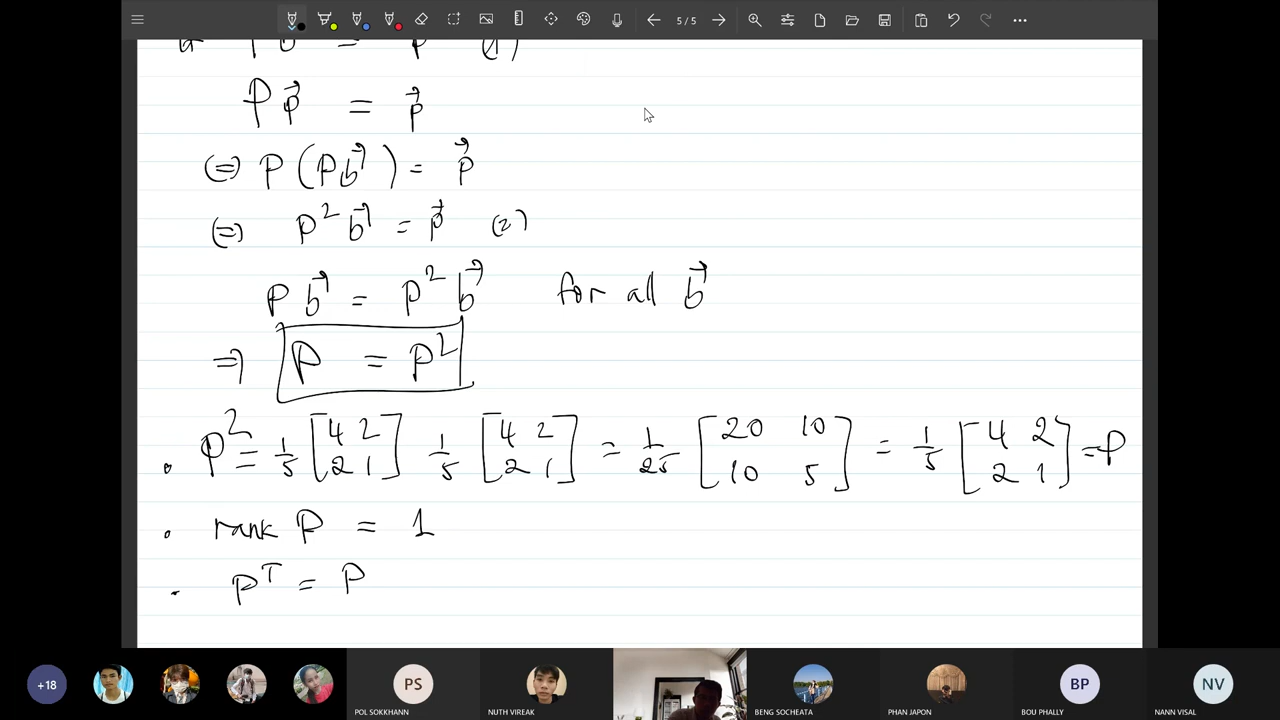 5/5
P b⃗ = p⃗ (1)
P p⃗ = p⃗
(=) P (P b⃗) = p⃗
(=) P² b⃗ = p⃗ (2)
P b⃗ = P² b⃗ for all b⃗
⇒ P = P²
• P² = 1/5 [4 2; 2 1] 1/5 [4 2; 2 1] = 1/25 [20 10; 10 5] = 1/5 [4 2; 2 1] = P
• rank P = 1
• Pᵀ = P
+18
PS
BP
NV
POL SOKKHANN
NUTH VIREAK
BENG SOCHEATA
PHAN JAPON
BOU PHALLY
NANN VISAL